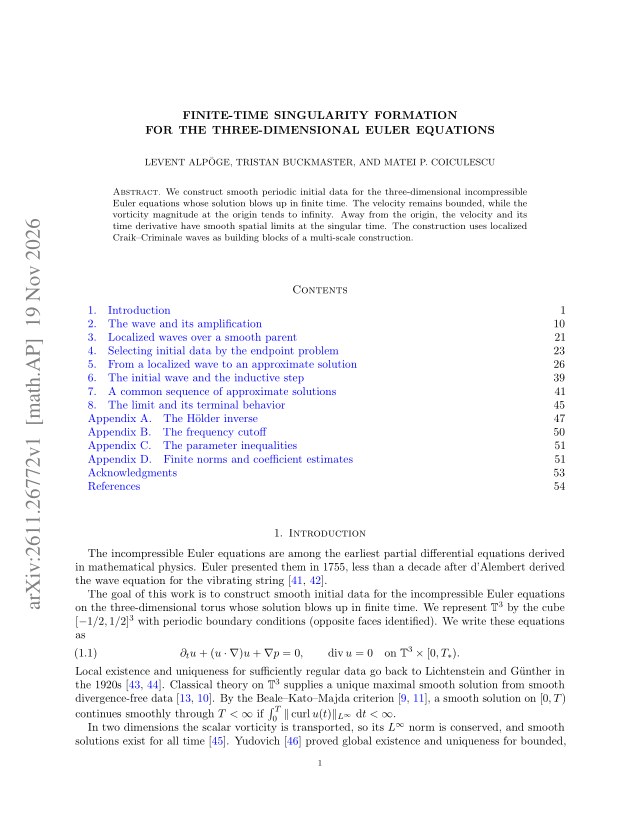 FINITE-TIME SINGULARITY FORMATION
FOR THE THREE-DIMENSIONAL EULER EQUATIONS
LEVENT ALPÖGE, TRISTAN BUCKMASTER, AND MATEI P. COICULESCU
ABSTRACT. We construct smooth periodic initial data for the three-dimensional incompressible
Euler equations whose solution blows up in finite time. The velocity remains bounded, while the
vorticity magnitude at the origin tends to infinity. Away from the origin, the velocity and its
time derivative have smooth spatial limits at the singular time. The construction uses localized
Craik–Criminale waves as building blocks of a multi-scale construction.
CONTENTS
1. Introduction 1
2. The wave and its amplification 10
3. Localized waves over a smooth parent 21
4. Selecting initial data by the endpoint problem 23
5. From a localized wave to an approximate solution 26
6. The initial wave and the inductive step 39
7. A common sequence of approximate solutions 41
8. The limit and its terminal behavior 45
Appendix A. The Hölder inverse 47
Appendix B. The frequency cutoff 50
Appendix C. The parameter inequalities 51
Appendix D. Finite norms and coefficient estimates 51
Acknowledgments 53
References 54
1. INTRODUCTION
The incompressible Euler equations are among the earliest partial differential equations derived
in mathematical physics. Euler presented them in 1755, less than a decade after d'Alembert derived
the wave equation for the vibrating string [41, 42].
The goal of this work is to construct smooth initial data for the incompressible Euler equations
on the three-dimensional torus whose solution blows up in finite time. We represent 𝕋³ by the cube
[−1/2, 1/2]³ with periodic boundary conditions (opposite faces identified). We write these equations
as
(1.1) ∂ₜu + (u · ∇)u + ∇p = 0, div u = 0 on 𝕋³ × [0, T∗).
Local existence and uniqueness for sufficiently regular data go back to Lichtenstein and Günther in
the 1920s [43, 44]. Classical theory on 𝕋³ supplies a unique maximal smooth solution from smooth
divergence-free data [13, 10]. By the Beale–Kato–Majda criterion [9, 11], a smooth solution on [0, T)
continues smoothly through T < ∞ if ∫₀ᵀ ‖ curl u(t)‖_L∞ dt < ∞.
In two dimensions the scalar vorticity is transported, so its L∞ norm is conserved, and smooth
solutions exist for all time [45]. Yudovich [46] proved global existence and uniqueness for bounded,
1
arXiv:2611.26772v1 [math.AP] 19 Nov 2026